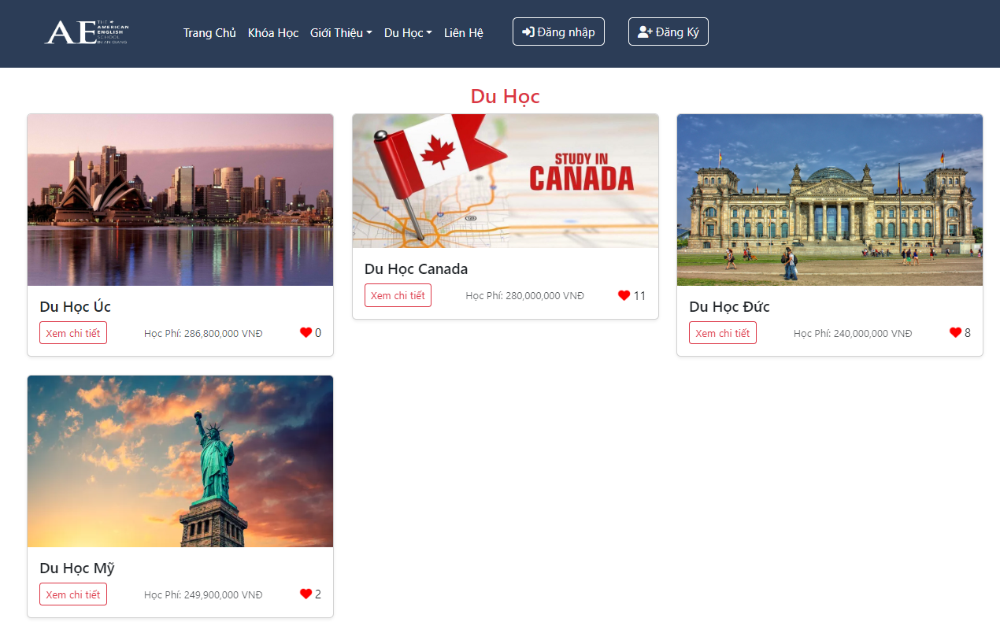 AE THE AMERICAN ENGLISH SCHOOL IN AN GIANG
Trang Chủ Khóa Học Giới Thiệu Du Học Liên Hệ Đăng nhập Đăng Ký
Du Học
STUDY IN
CANADA
Du Học Úc
Xem chi tiết Học Phí: 286,800,000 VNĐ 0
Du Học Canada
Xem chi tiết Học Phí: 280,000,000 VNĐ 11
Du Học Đức
Xem chi tiết Học Phí: 240,000,000 VNĐ 8
Du Học Mỹ
Xem chi tiết Học Phí: 249,900,000 VNĐ 2